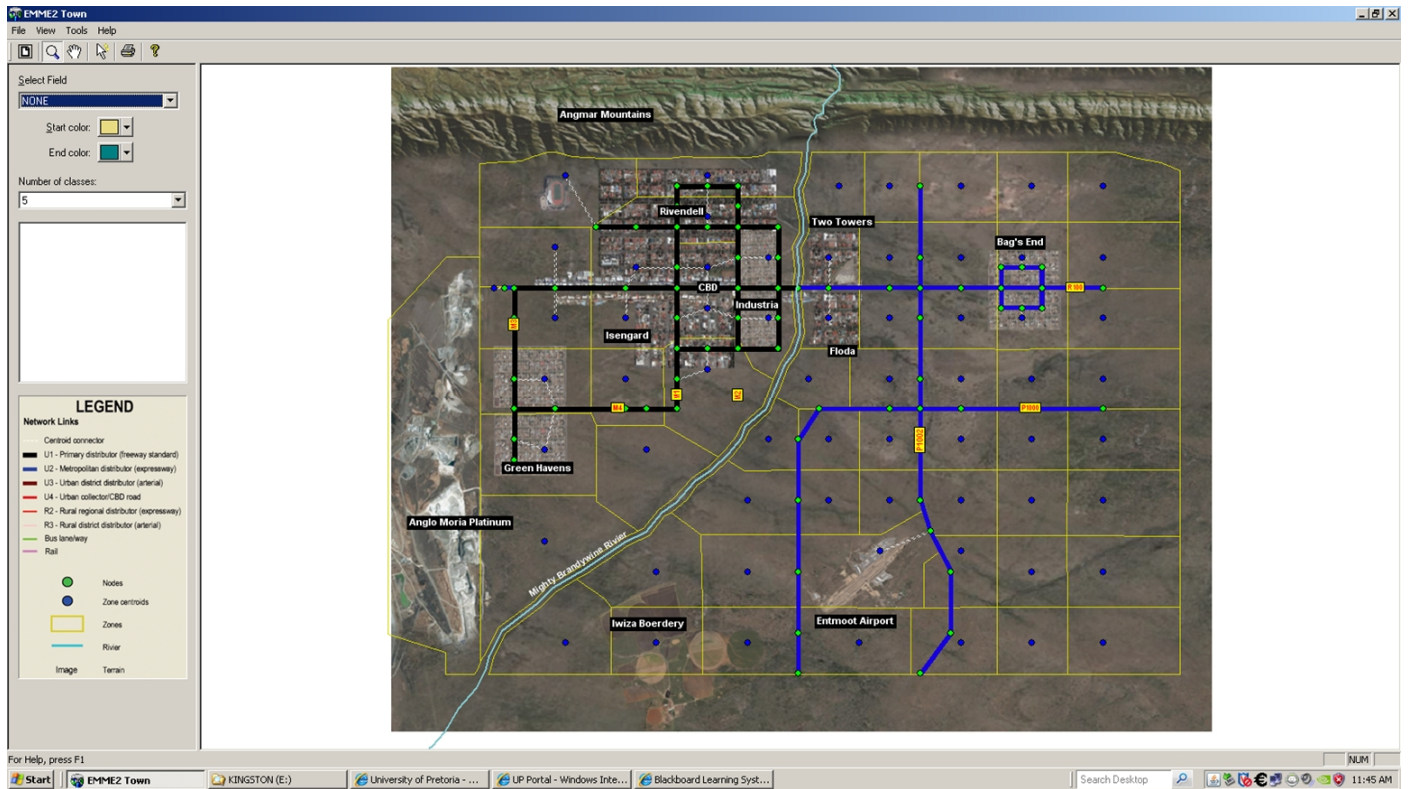 EMME2 Town
File View Tools Help
Select Field
NONE
Start color:
End color:
Number of classes:
5
LEGEND
Network Links
Centroid connector
U1 - Primary distributor (freeway standard)
U2 - Metropolitan distributor (expressway)
U3 - Urban district distributor (arterial)
U4 - Urban collector/CBD road
R2 - Rural regional distributor (expressway)
R3 - Rural district distributor (arterial)
Bus lane/way
Rail
Nodes
Zone centroids
Zones
Rivier
Image Terrain
Angmar Mountains
Rivendell
Two Towers
Bag's End
CBD
R100
Industria
Isengard
Floda
M4
M1
M2
P1000
P1002
Green Havens
Anglo Moria Platinum
Mighty Brandywine Rivier
Iwiza Boerdery
Entmoot Airport
For Help, press F1
NUM
Start
EMME2 Town
KINGSTON (E:)
University of Pretoria - ...
UP Portal - Windows Inte...
Blackboard Learning Syst...
Search Desktop
11:45 AM